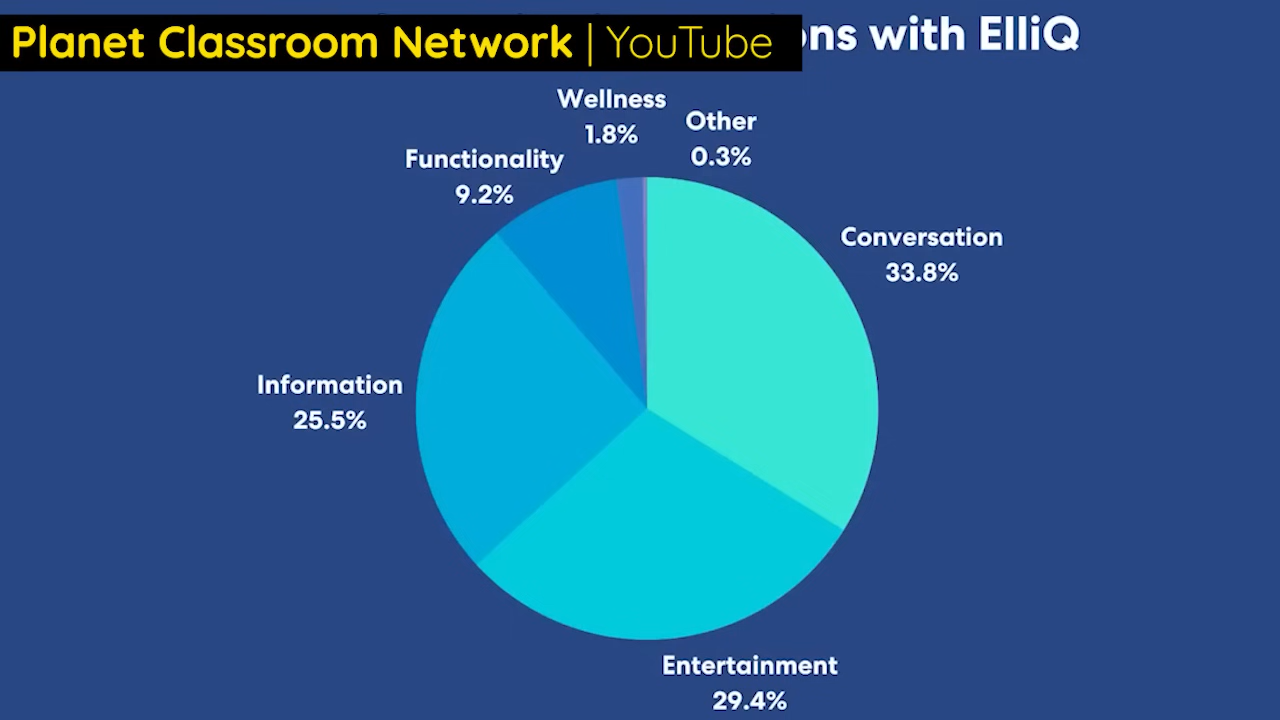 Planet Classroom Network | YouTube
with ElliQ
Wellness
1.8%
Other
0.3%
Functionality
9.2%
Conversation
33.8%
Information
25.5%
Entertainment
29.4%